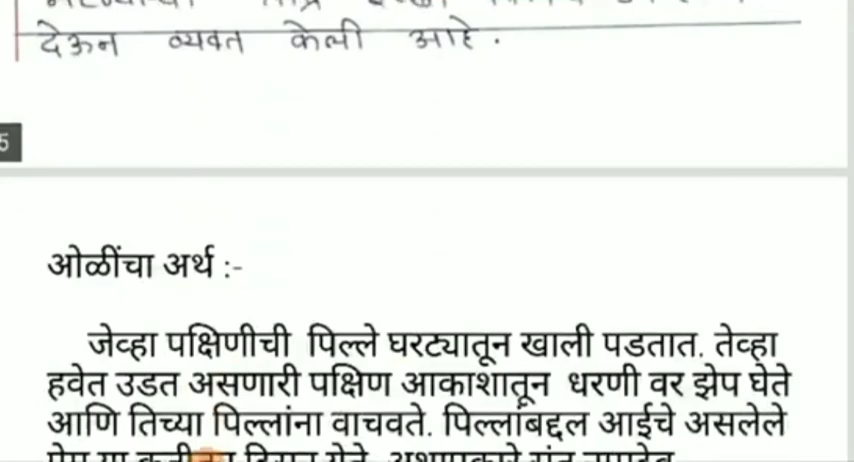 देऊन व्यक्त केली आहे.
5
ओळींचा अर्थ :-
जेव्हा पक्षिणीची पिल्ले घरट्यातून खाली पडतात. तेव्हा
हवेत उडत असणारी पक्षिण आकाशातून धरणी वर झेप घेते
आणि तिच्या पिल्लांना वाचवते. पिल्लांबद्दल आईचे असलेले